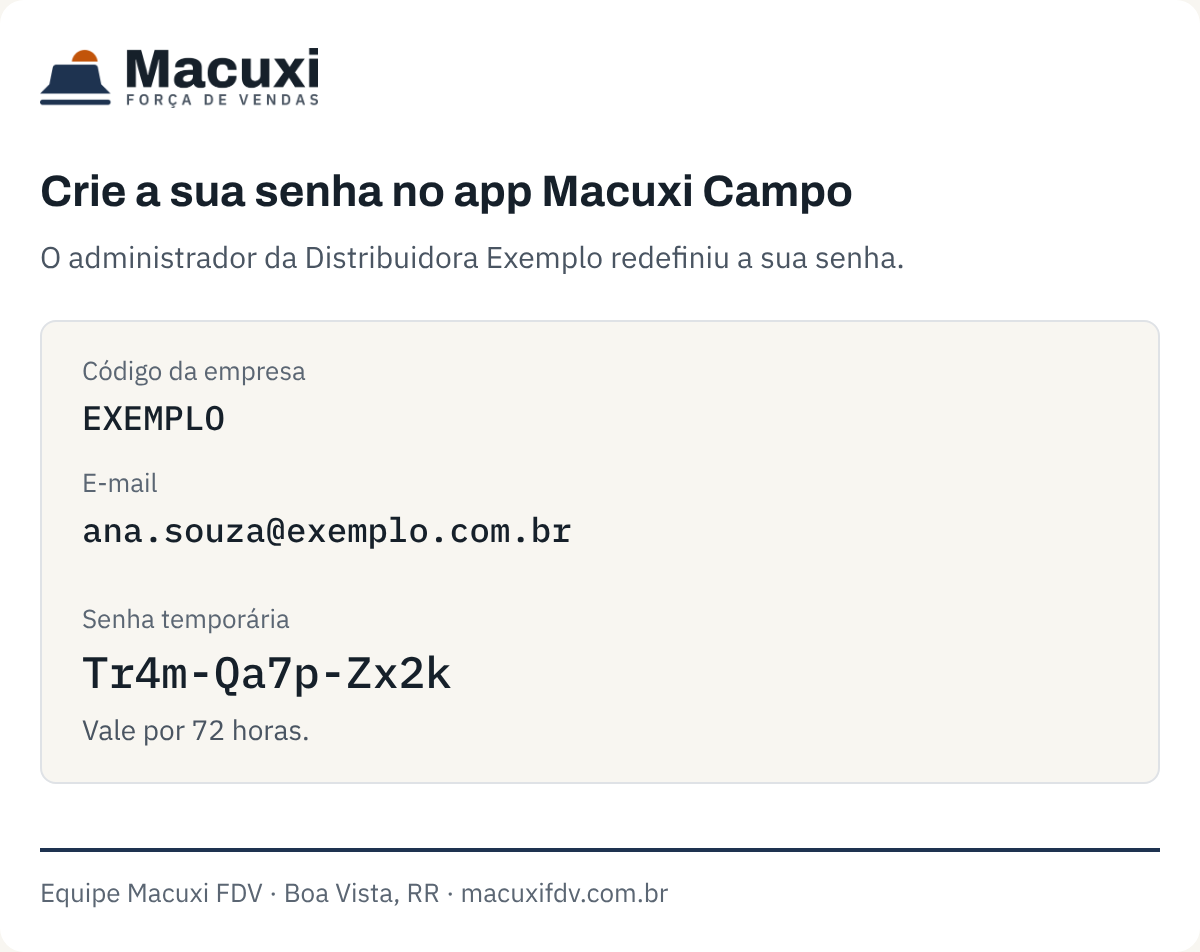 Macuxi
FORÇA DE VENDAS
Crie a sua senha no app Macuxi Campo
O administrador da Distribuidora Exemplo redefiniu a sua senha.
Código da empresa
EXEMPLO
E-mail
ana.souza@exemplo.com.br
Senha temporária
Tr4m-Qa7p-Zx2k
Vale por 72 horas.
Equipe Macuxi FDV · Boa Vista, RR · macuxifdv.com.br